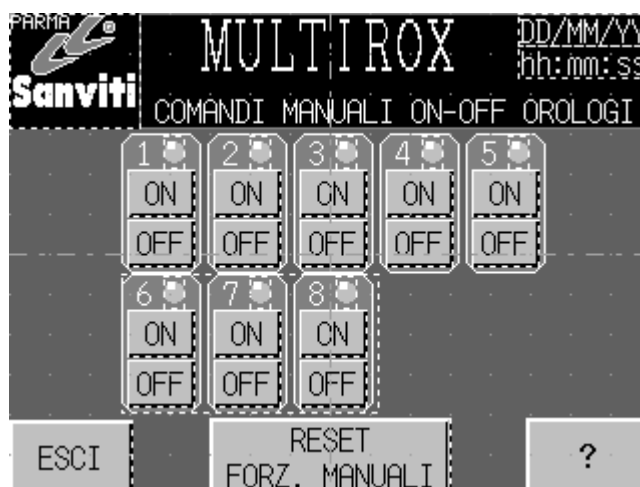 PARMA
Sanviti
MULTIROX
DD/MM/YY
hh:mm:ss
COMANDI MANUALI ON-OFF OROLOGI
1 2 3 4 5
ON ON ON ON ON
OFF OFF OFF OFF OFF
6 7 8
ON ON ON
OFF OFF OFF
ESCI
RESET
FORZ. MANUALI
?